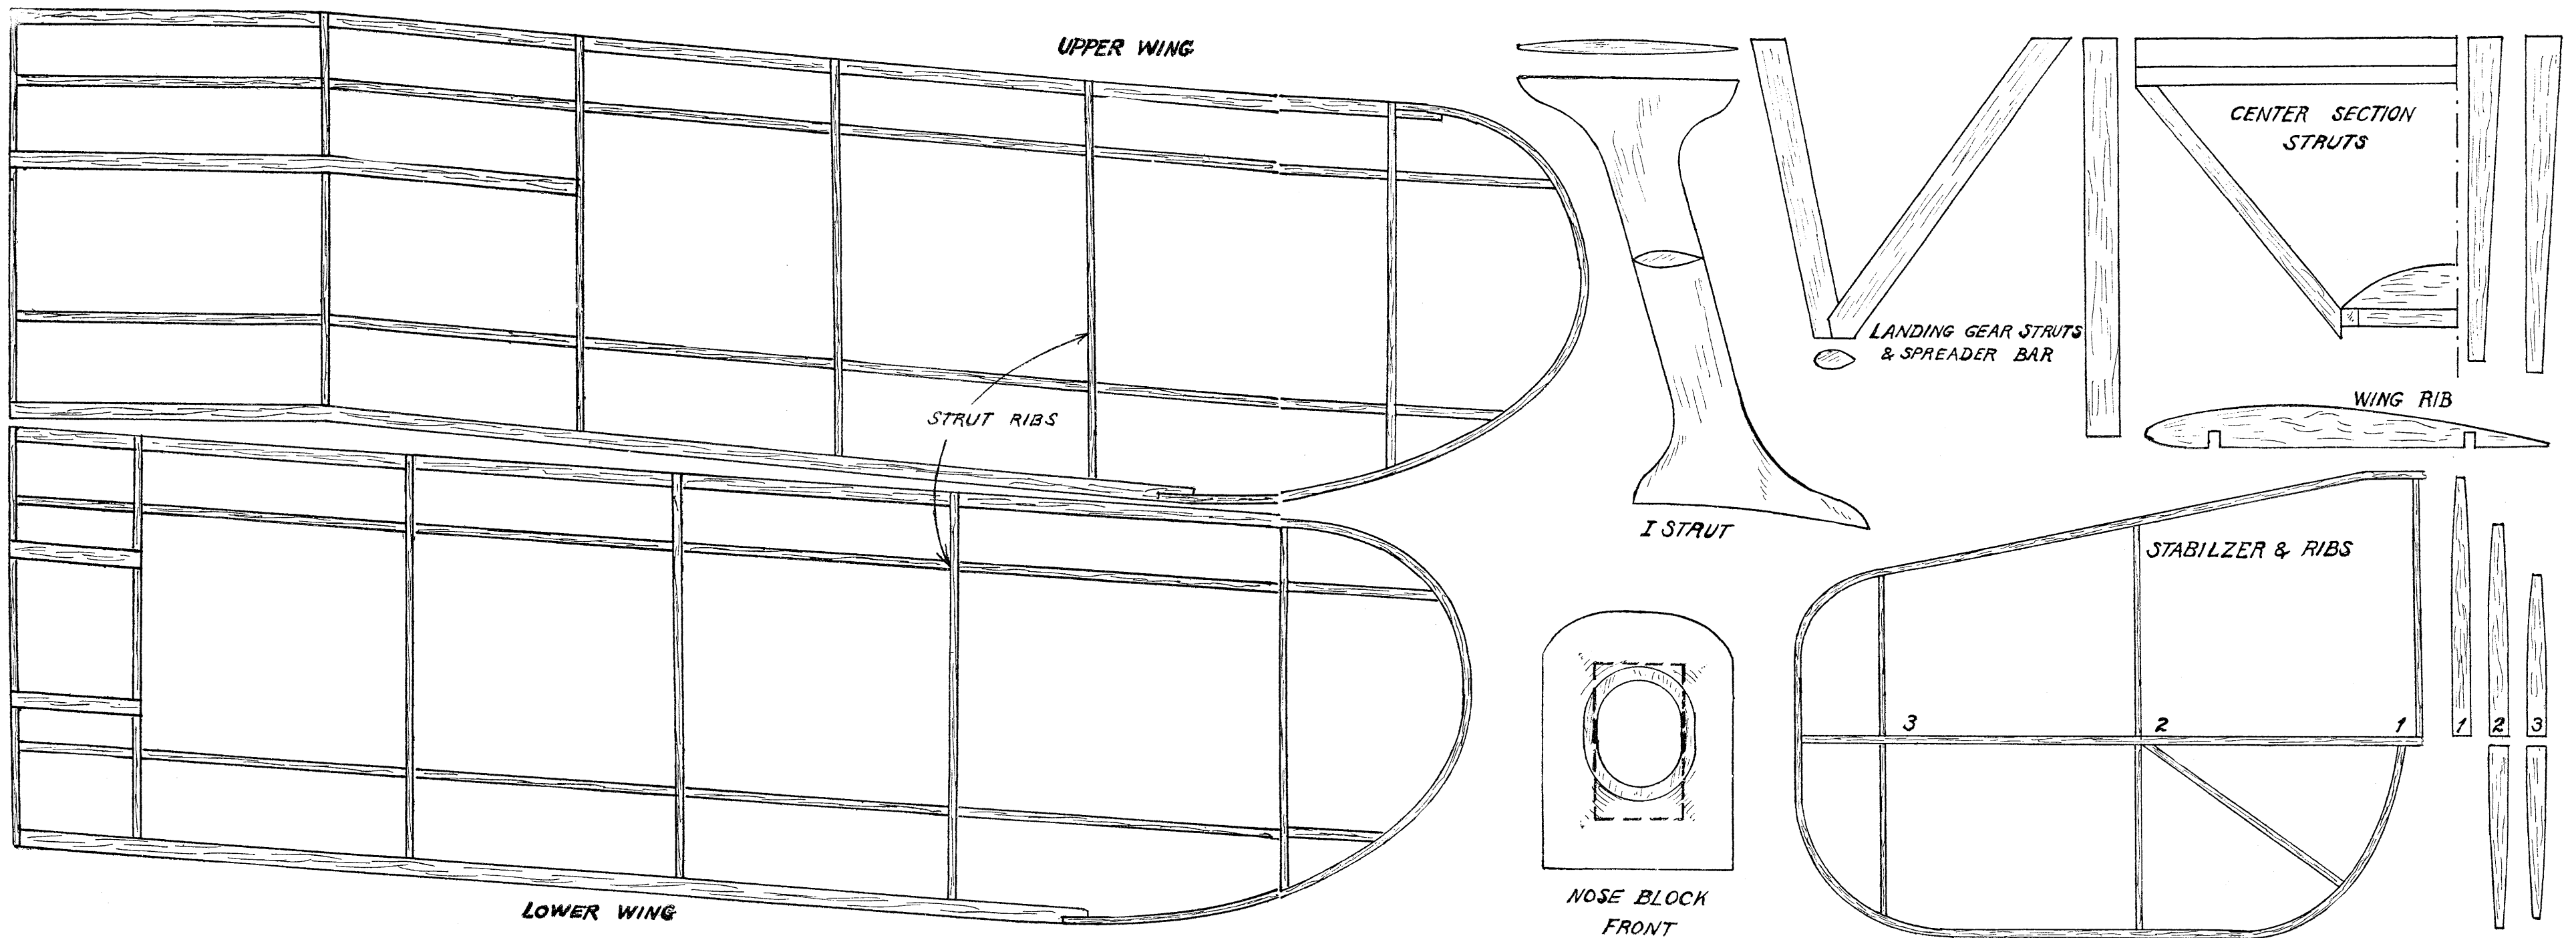 UPPER WING
CENTER SECTION
STRUTS
LANDING GEAR STRUTS
& SPREADER BAR
WING RIB
STRUT RIBS
I STRUT
STABILZER & RIBS
3 2 1 1 2 3
NOSE BLOCK
FRONT
LOWER WING